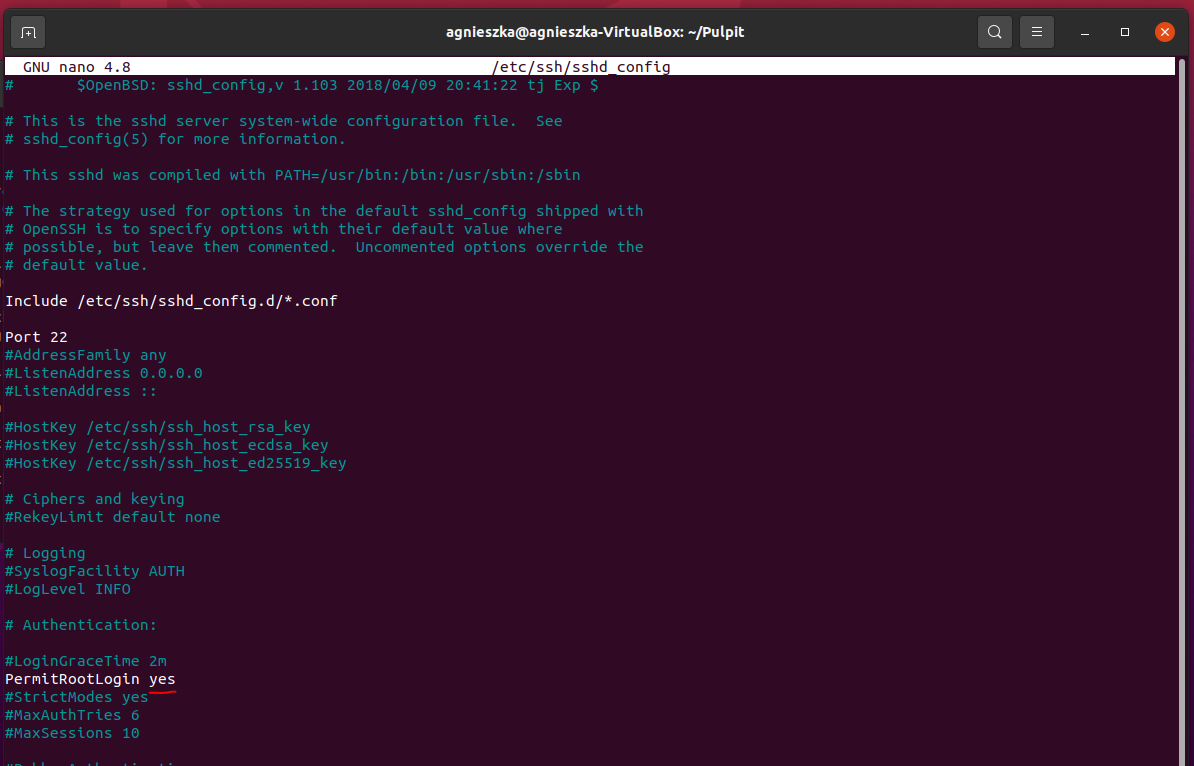 agnieszka@agnieszka-VirtualBox: ~/Pulpit
GNU nano 4.8 /etc/ssh/sshd_config
# $OpenBSD: sshd_config,v 1.103 2018/04/09 20:41:22 tj Exp $
# This is the sshd server system-wide configuration file.  See
# sshd_config(5) for more information.
# This sshd was compiled with PATH=/usr/bin:/bin:/usr/sbin:/sbin
# The strategy used for options in the default sshd_config shipped with
# OpenSSH is to specify options with their default value where
# possible, but leave them commented.  Uncommented options override the
# default value.
Include /etc/ssh/sshd_config.d/*.conf
Port 22
#AddressFamily any
#ListenAddress 0.0.0.0
#ListenAddress ::
#HostKey /etc/ssh/ssh_host_rsa_key
#HostKey /etc/ssh/ssh_host_ecdsa_key
#HostKey /etc/ssh/ssh_host_ed25519_key
# Ciphers and keying
#RekeyLimit default none
# Logging
#SyslogFacility AUTH
#LogLevel INFO
# Authentication:
#LoginGraceTime 2m
PermitRootLogin yes
#StrictModes yes
#MaxAuthTries 6
#MaxSessions 10